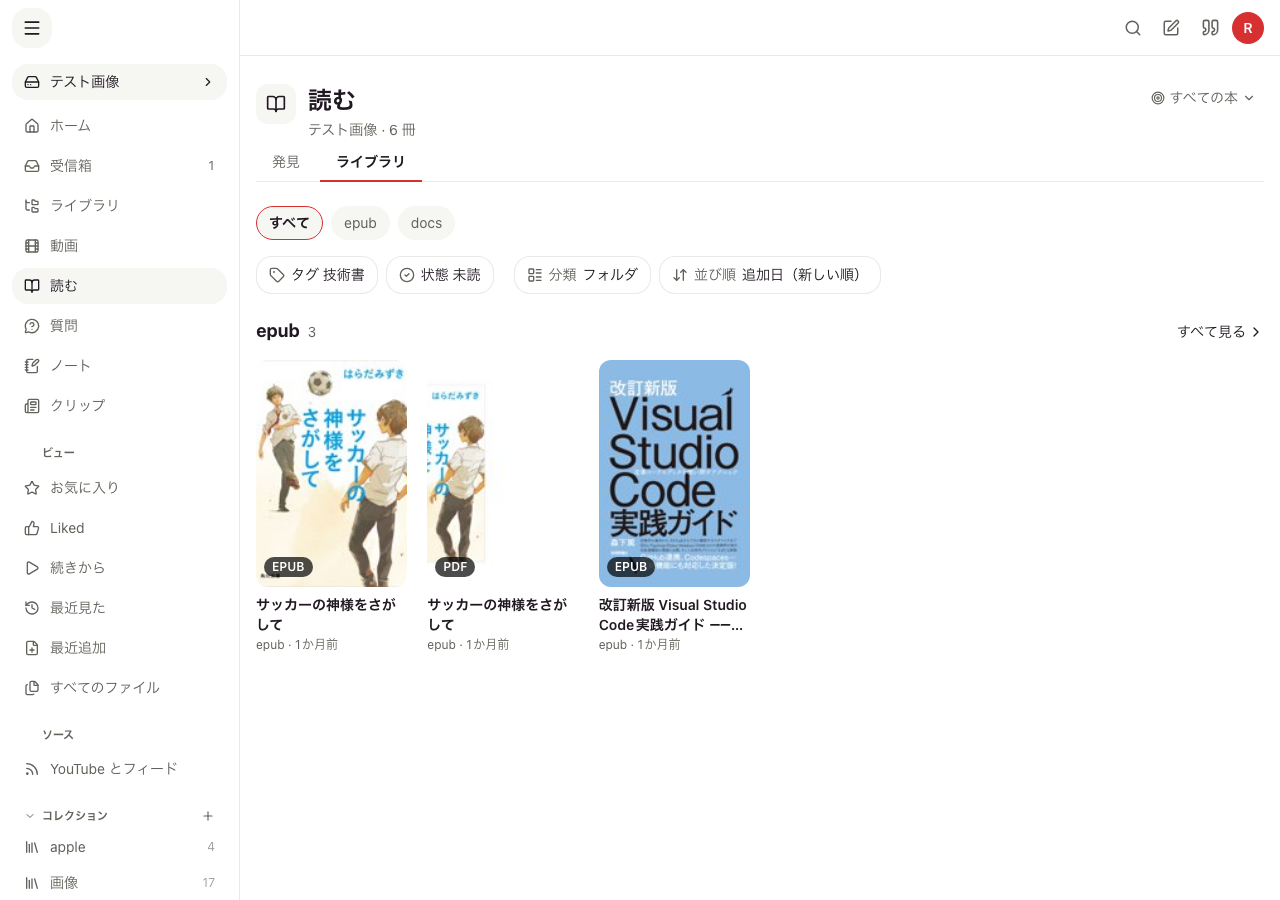 R
テスト画像
ホーム
受信箱 1
ライブラリ
動画
読む
質問
ノート
クリップ
ビュー
お気に入り
Liked
続きから
最近見た
最近追加
すべてのファイル
ソース
YouTube とフィード
コレクション
apple 4
画像 17
読む
テスト画像 · 6 冊
すべての本
発見 ライブラリ
すべて epub docs
タグ 技術書 状態 未読 分類 フォルダ 並び順 追加日（新しい順）
epub 3
すべて見る
はらだみずき
サッカーの
神様を
さがして
EPUB
サッカーの神様をさが
して
epub · 1か月前
はらだみずき
サッカーの
PDF
サッカーの神様をさが
して
epub · 1か月前
改訂新版
Visual
Studio
Code
実践ガイド
森下篤
EPUB
改訂新版 Visual Studio
Code実践ガイド ——…
epub · 1か月前